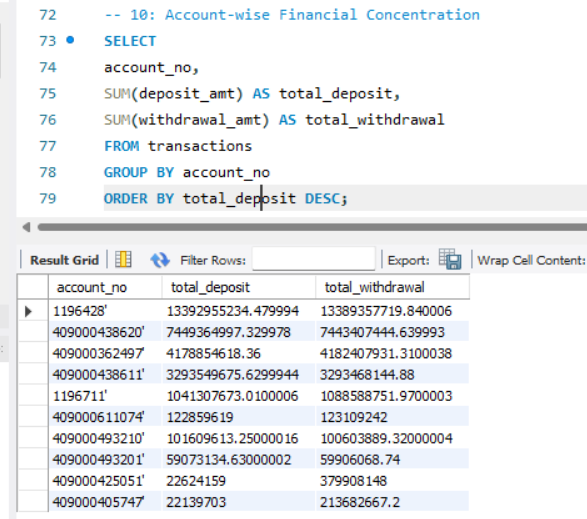 72 -- 10: Account-wise Financial Concentration
73 SELECT
74 account_no,
75 SUM(deposit_amt) AS total_deposit,
76 SUM(withdrawal_amt) AS total_withdrawal
77 FROM transactions
78 GROUP BY account_no
79 ORDER BY total_deposit DESC;
Result Grid Filter Rows: Export: Wrap Cell Content:
account_no total_deposit total_withdrawal
1196428' 13392955234.479994 13389357719.840006
409000438620' 7449364997.329978 7443407444.639993
409000362497' 4178854618.36 4182407931.3100038
409000438611' 3293549675.6299944 3293468144.88
1196711' 1041307673.0100006 1088588751.9700003
409000611074' 122859619 123109242
409000493210' 101609613.25000016 100603889.32000004
409000493201' 59073134.63000002 59906068.74
409000425051' 22624159 379908148
409000405747' 22139703 213682667.2